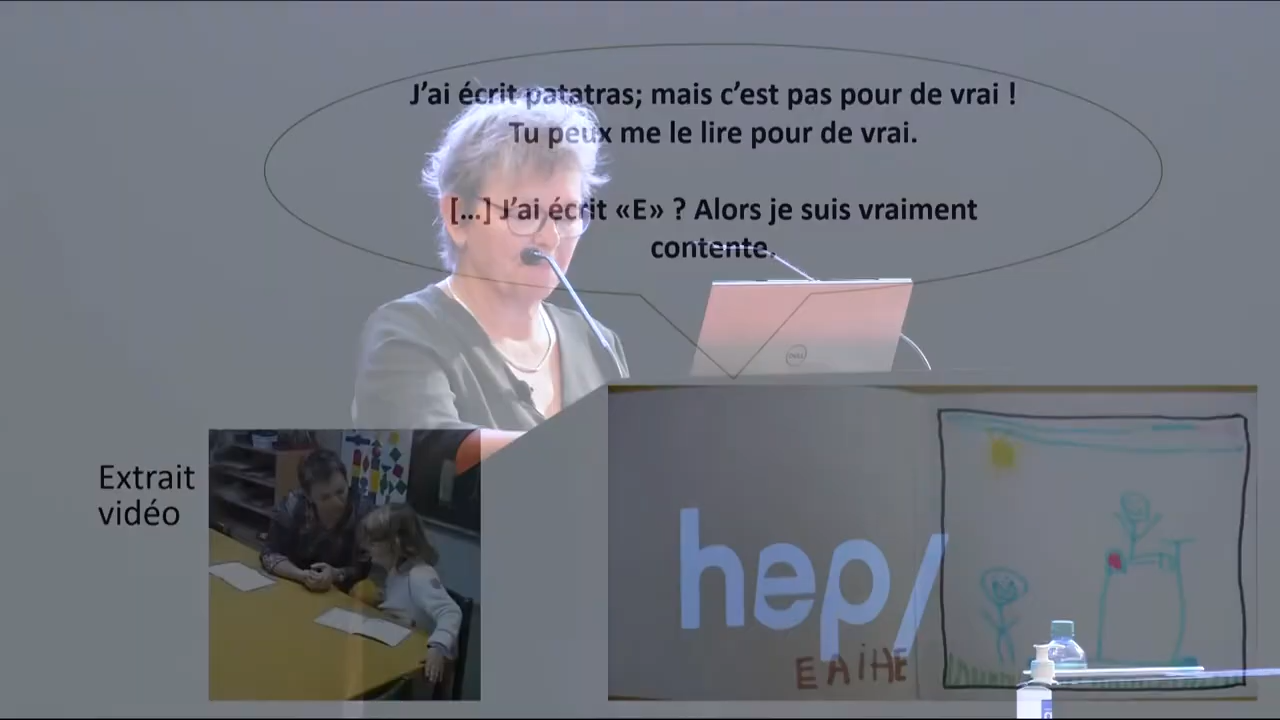 J’ai écrit patatras; mais c’est pas pour de vrai !
Tu peux me le lire pour de vrai.
[...] J’ai écrit «E» ? Alors je suis vraiment
contente.
Extrait
vidéo
DELL
hep/
EAiHE